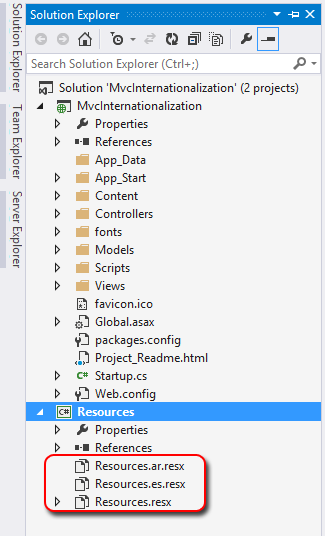 Solution Explorer
Team Explorer
Server Explorer
Solution Explorer
Search Solution Explorer (Ctrl+;)
Solution 'MvcInternationalization' (2 projects)
MvcInternationalization
Properties
References
App_Data
App_Start
Content
Controllers
fonts
Models
Scripts
Views
favicon.ico
Global.asax
packages.config
Project_Readme.html
C# Startup.cs
Web.config
C# Resources
Properties
References
Resources.ar.resx
Resources.es.resx
Resources.resx